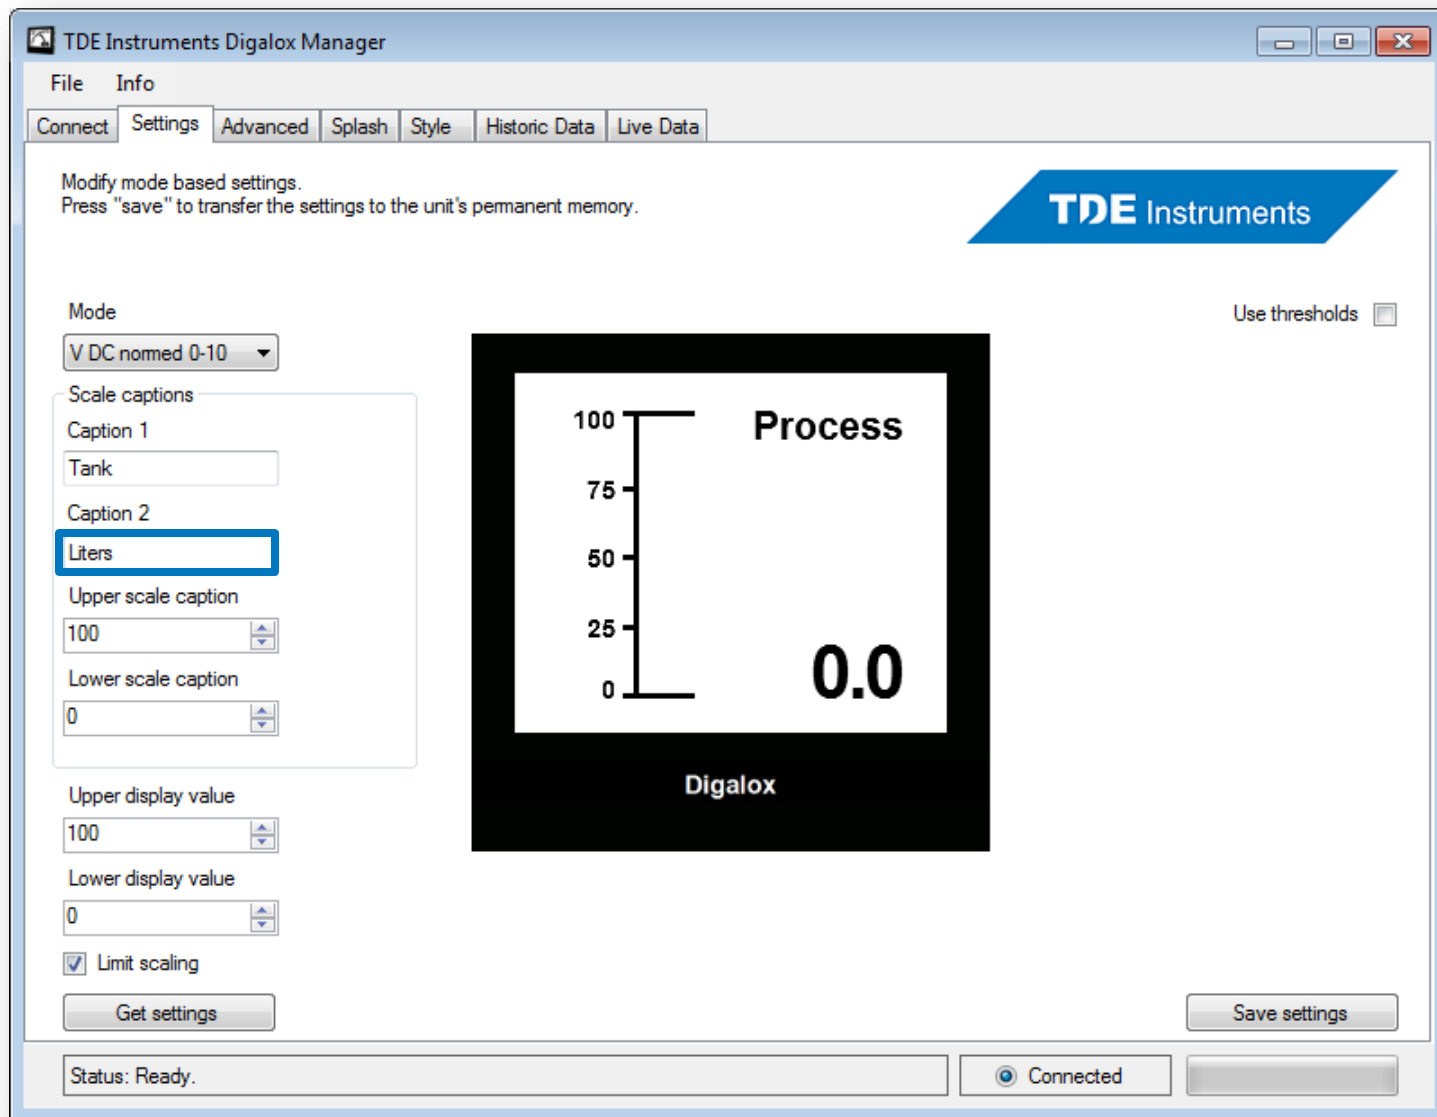 TDE Instruments Digalox Manager
File Info
Connect Settings Advanced Splash Style Historic Data Live Data
Modify mode based settings.
Press "save" to transfer the settings to the unit's permanent memory.
TDE Instruments
Mode
Use thresholds
V DC normed 0-10
Scale captions
Caption 1
Tank
Caption 2
Liters
Upper scale caption
100
Lower scale caption
0
Upper display value
100
Lower display value
0
Limit scaling
Get settings
100 Process
75
50
25
0 0.0
Digalox
Save settings
Status: Ready.
Connected